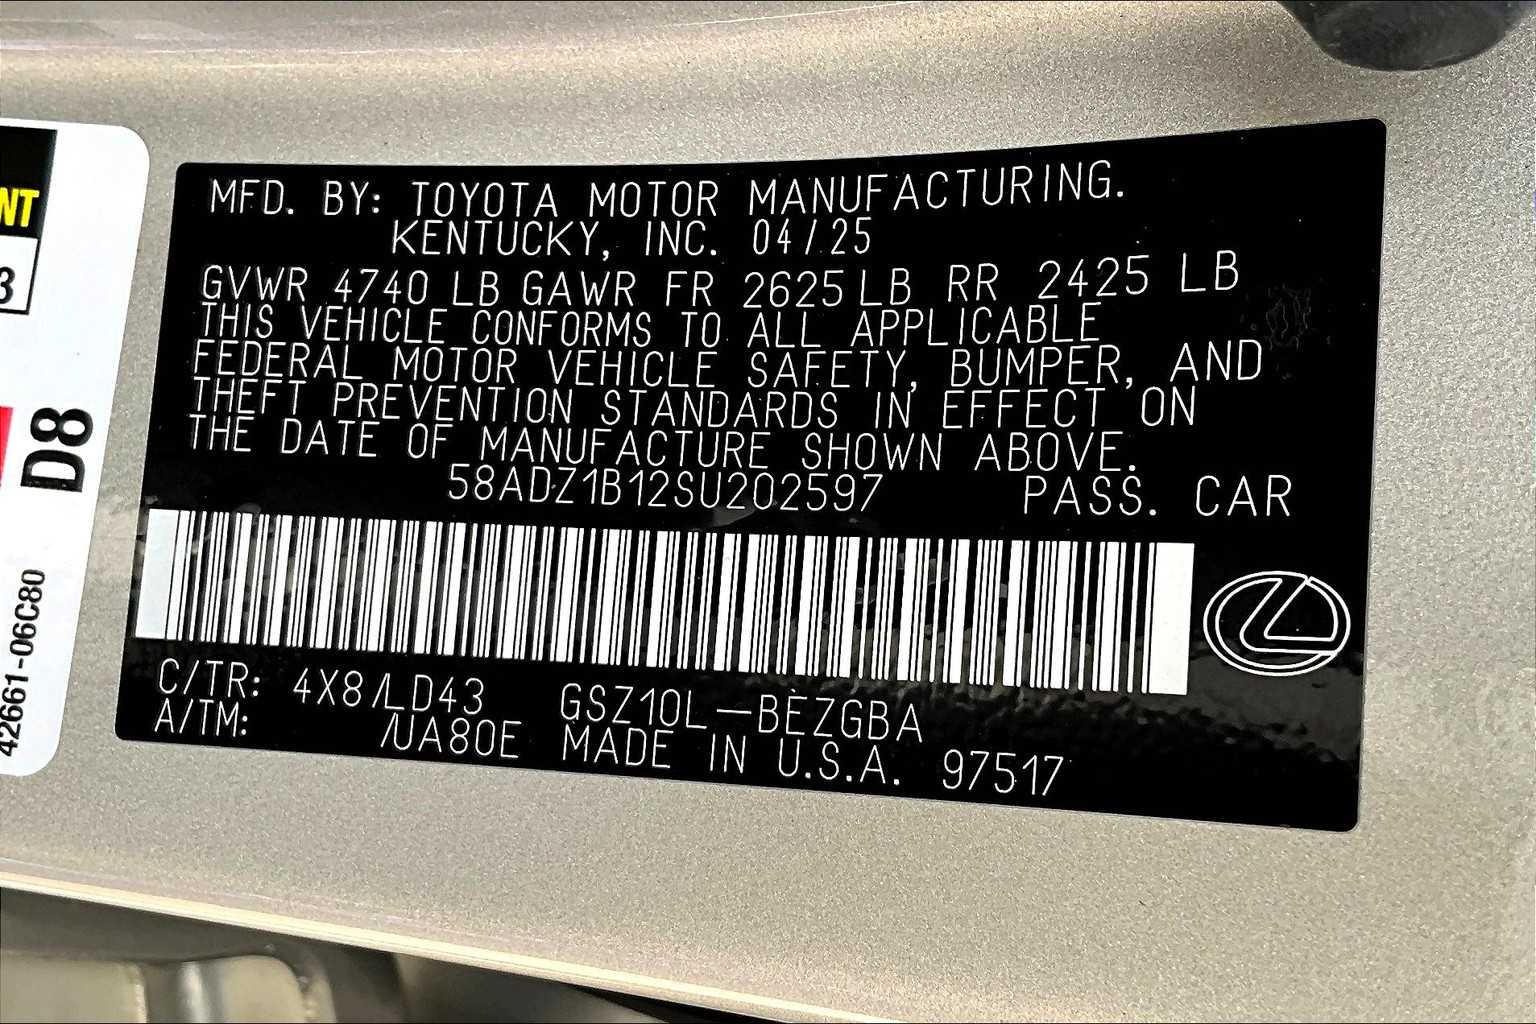 NT
3
D8
42661-06C80
MFD. BY: TOYOTA MOTOR MANUFACTURING.
KENTUCKY, INC. 04/25
GVWR 4740 LB GAWR FR 2625 LB RR 2425 LB
THIS VEHICLE CONFORMS TO ALL APPLICABLE
FEDERAL MOTOR VEHICLE SAFETY, BUMPER, AND
THEFT PREVENTION STANDARDS IN EFFECT ON
THE DATE OF MANUFACTURE SHOWN ABOVE.
58ADZ1B12SU202597 PASS. CAR
C/TR: 4X8/LD43 GSZ10L-BEZGBA
A/TM: /UA80E MADE IN U.S.A. 97517